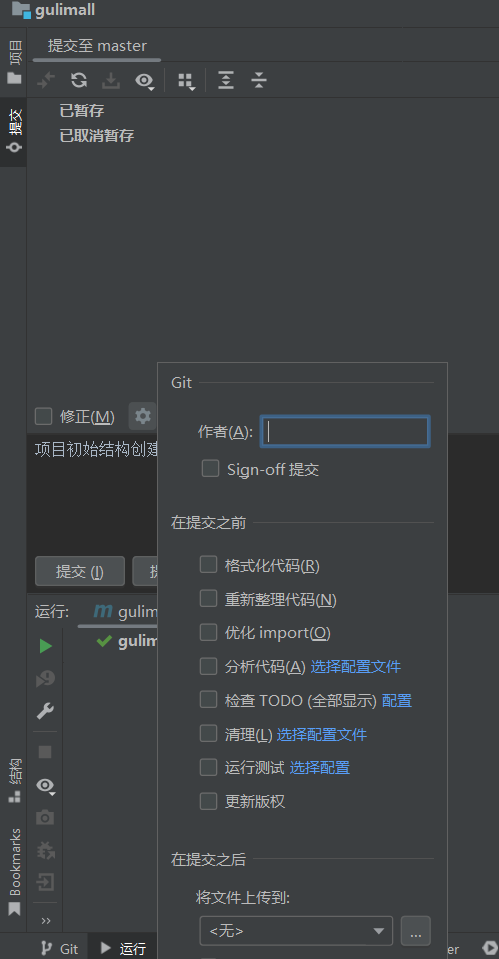 gulimall
项目
提交至 master
提交
已暂存
已取消暂存
Git
修正(M)
作者(A):
项目初始结构创建
Sign-off 提交
在提交之前
提交 (I)
格式化代码(R)
重新整理代码(N)
运行:
gulim
优化 import(O)
gulim
分析代码(A) 选择配置文件
检查 TODO (全部显示) 配置
清理(L) 选择配置文件
运行测试 选择配置
结构
更新版权
Bookmarks
在提交之后
将文件上传到:
<无>
...
Git
运行
er